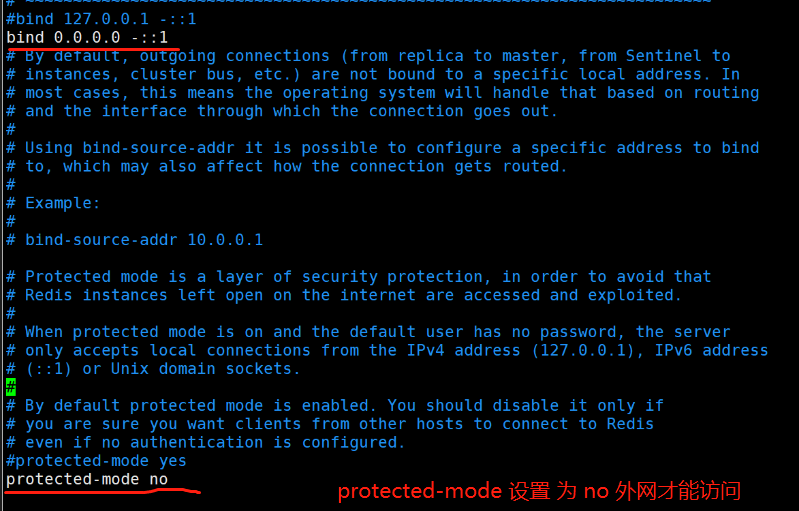 # ~~~~~~~~~~~~~~~~~~~~~~~~~~~~~~~~~~~~~~~~~~~~~~~~~~~~~~~~~~~~~~~~~~~~~~~~
#bind 127.0.0.1 -::1
bind 0.0.0.0 -::1
# By default, outgoing connections (from replica to master, from Sentinel to
# instances, cluster bus, etc.) are not bound to a specific local address. In
# most cases, this means the operating system will handle that based on routing
# and the interface through which the connection goes out.
#
# Using bind-source-addr it is possible to configure a specific address to bind
# to, which may also affect how the connection gets routed.
#
# Example:
#
# bind-source-addr 10.0.0.1

# Protected mode is a layer of security protection, in order to avoid that
# Redis instances left open on the internet are accessed and exploited.
#
# When protected mode is on and the default user has no password, the server
# only accepts local connections from the IPv4 address (127.0.0.1), IPv6 address
# (::1) or Unix domain sockets.
#
# By default protected mode is enabled. You should disable it only if
# you are sure you want clients from other hosts to connect to Redis
# even if no authentication is configured.
#protected-mode yes
protected-mode no
protected-mode 设置 为 no 外网才能访问